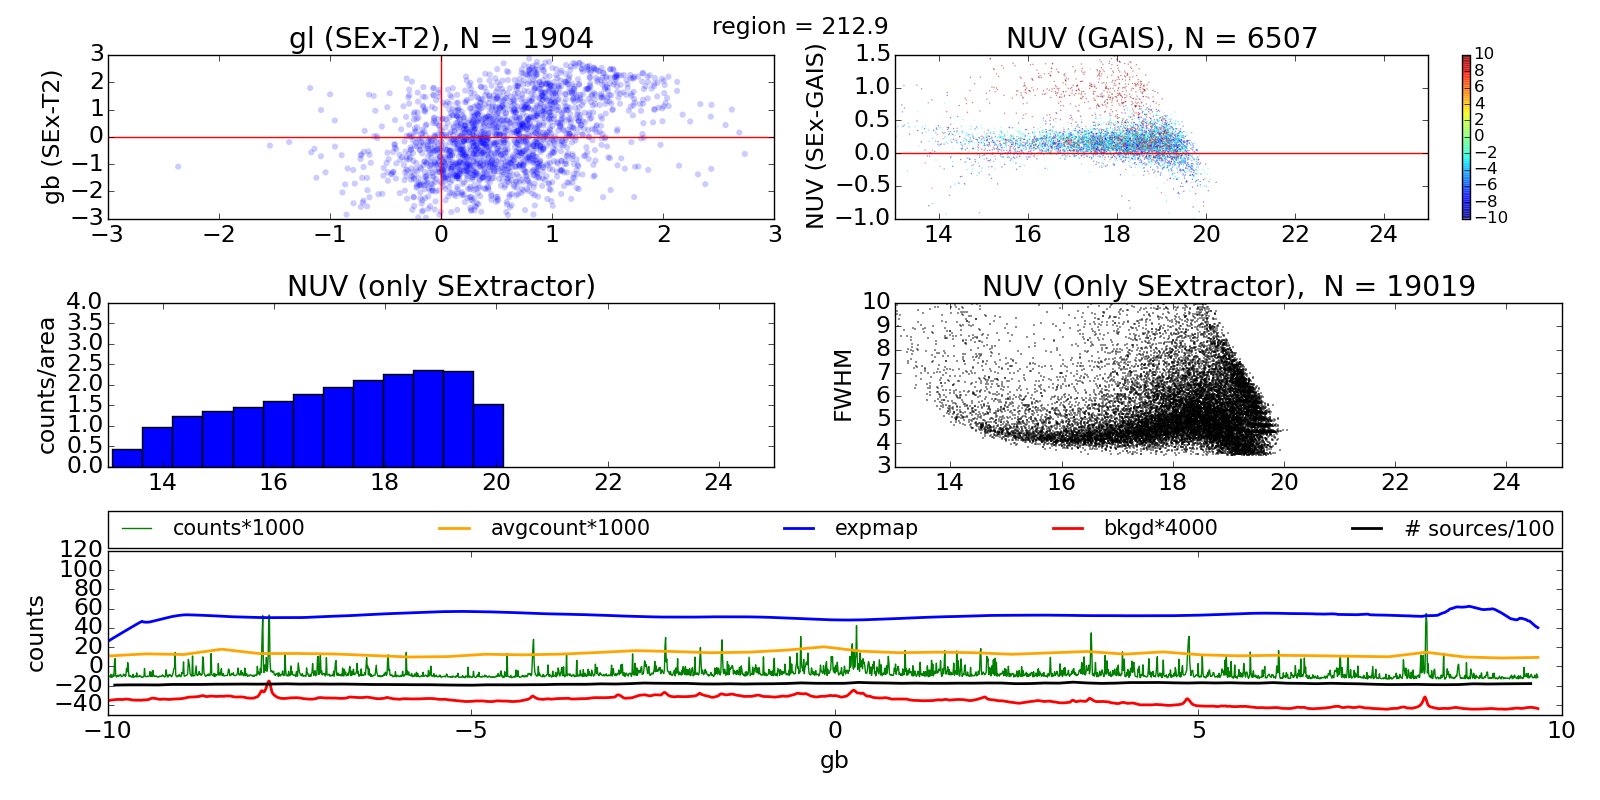 region = 212.9
gl (SEx-T2), N = 1904
gb (SEx-T2)
3
2
1
0
−1
−2
−3
−3 −2 −1 0 1 2 3
NUV (GAIS), N = 6507
NUV (SEx-GAIS)
1.5
1.0
0.5
0.0
−0.5
−1.0
14 16 18 20 22 24
10
8
6
4
2
0
−2
−4
−6
−8
−10
NUV (only SExtractor)
counts/area
4.0
3.5
3.0
2.5
2.0
1.5
1.0
0.5
0.0
14 16 18 20 22 24
NUV (Only SExtractor),  N = 19019
FWHM
10
9
8
7
6
5
4
3
14 16 18 20 22 24
counts*1000 avgcount*1000 expmap bkgd*4000 # sources/100
counts
120
100
80
60
40
20
0
−20
−40
−10 −5 0 5 10
gb